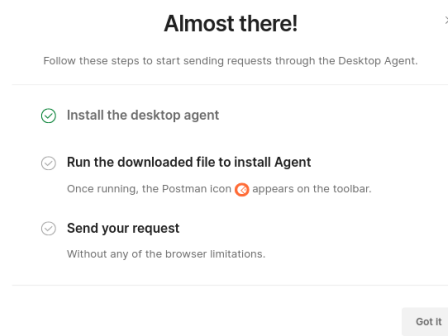 Almost there!
Follow these steps to start sending requests through the Desktop Agent.
Install the desktop agent
Run the downloaded file to install Agent
Once running, the Postman icon appears on the toolbar.
Send your request
Without any of the browser limitations.
Got it